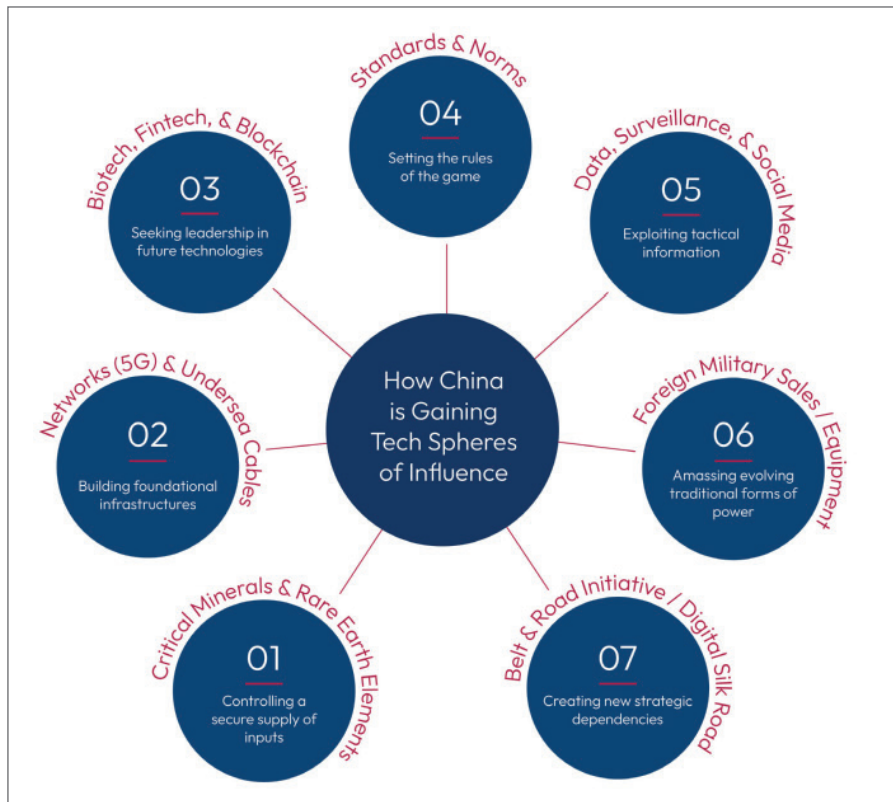 How China
is Gaining
Tech Spheres
of Influence
Critical Minerals & Rare Earth Elements
01
Controlling a
secure supply of
inputs
Networks (5G) & Undersea Cables
02
Building foundational
infrastructures
Biotech, Fintech, & Blockchain
03
Seeking leadership in
future technologies
Standards & Norms
04
Setting the rules
of the game
Data, Surveillance, & Social Media
05
Exploiting tactical
information
Foreign Military Sales / Equipment
06
Amassing evolving
traditional forms of
power
Belt & Road Initiative / Digital Silk Road
07
Creating new strategic
dependencies